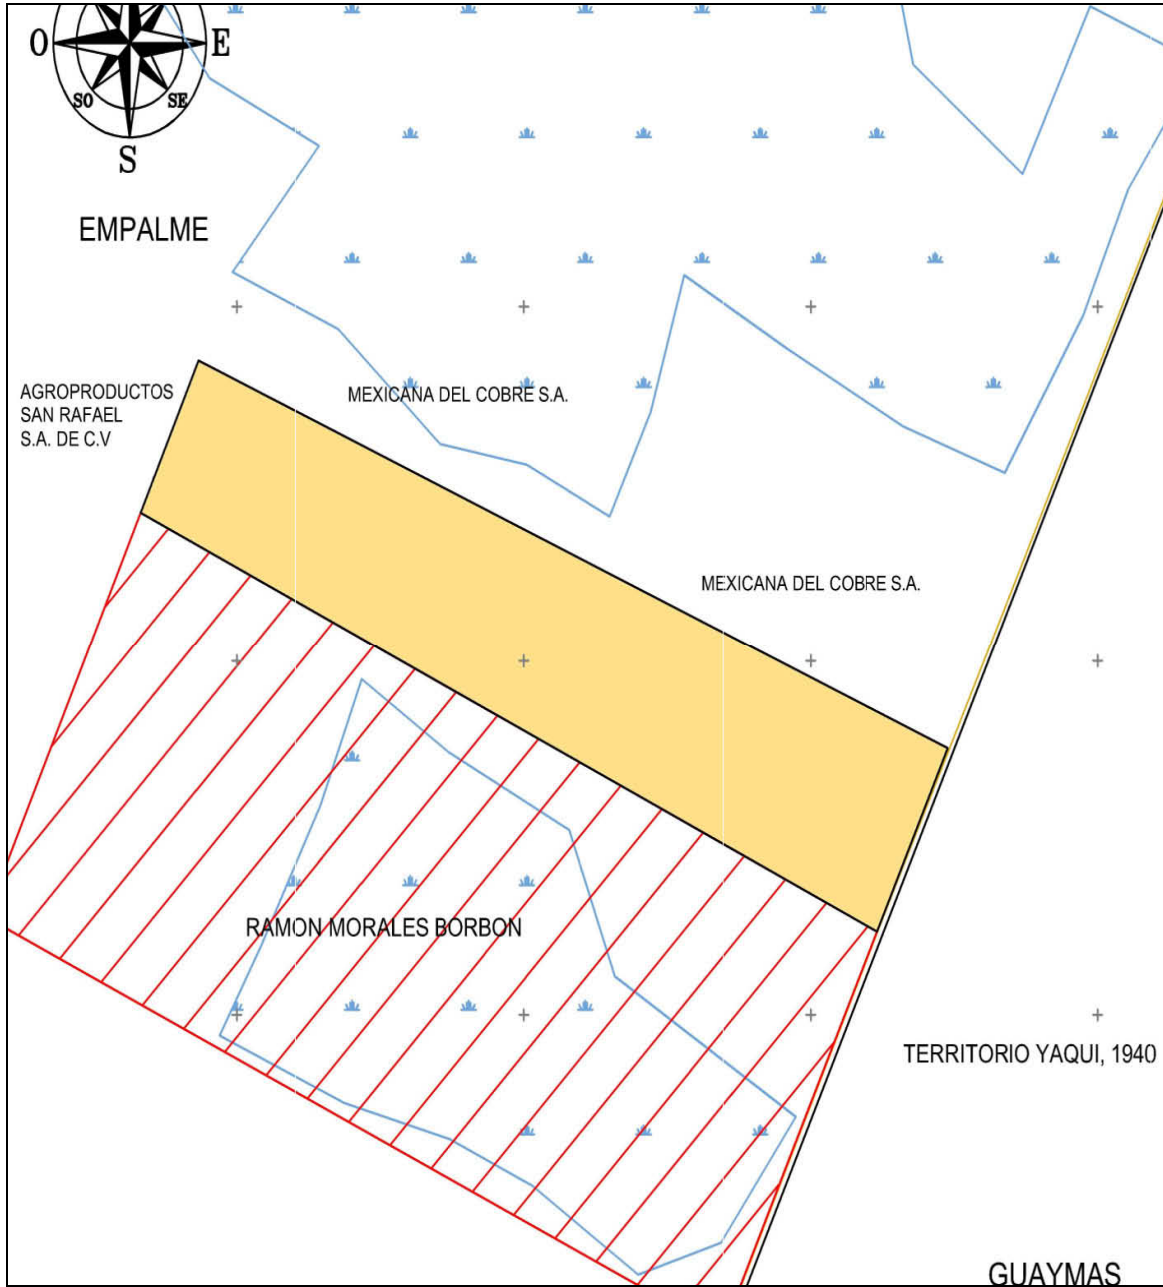 O
E
SO
SE
S
EMPALME
AGROPRODUCTOS
SAN RAFAEL
S.A. DE C.V
MEXICANA DEL COBRE S.A.
MEXICANA DEL COBRE S.A.
RAMON MORALES BORBON
TERRITORIO YAQUI, 1940
GUAYMAS